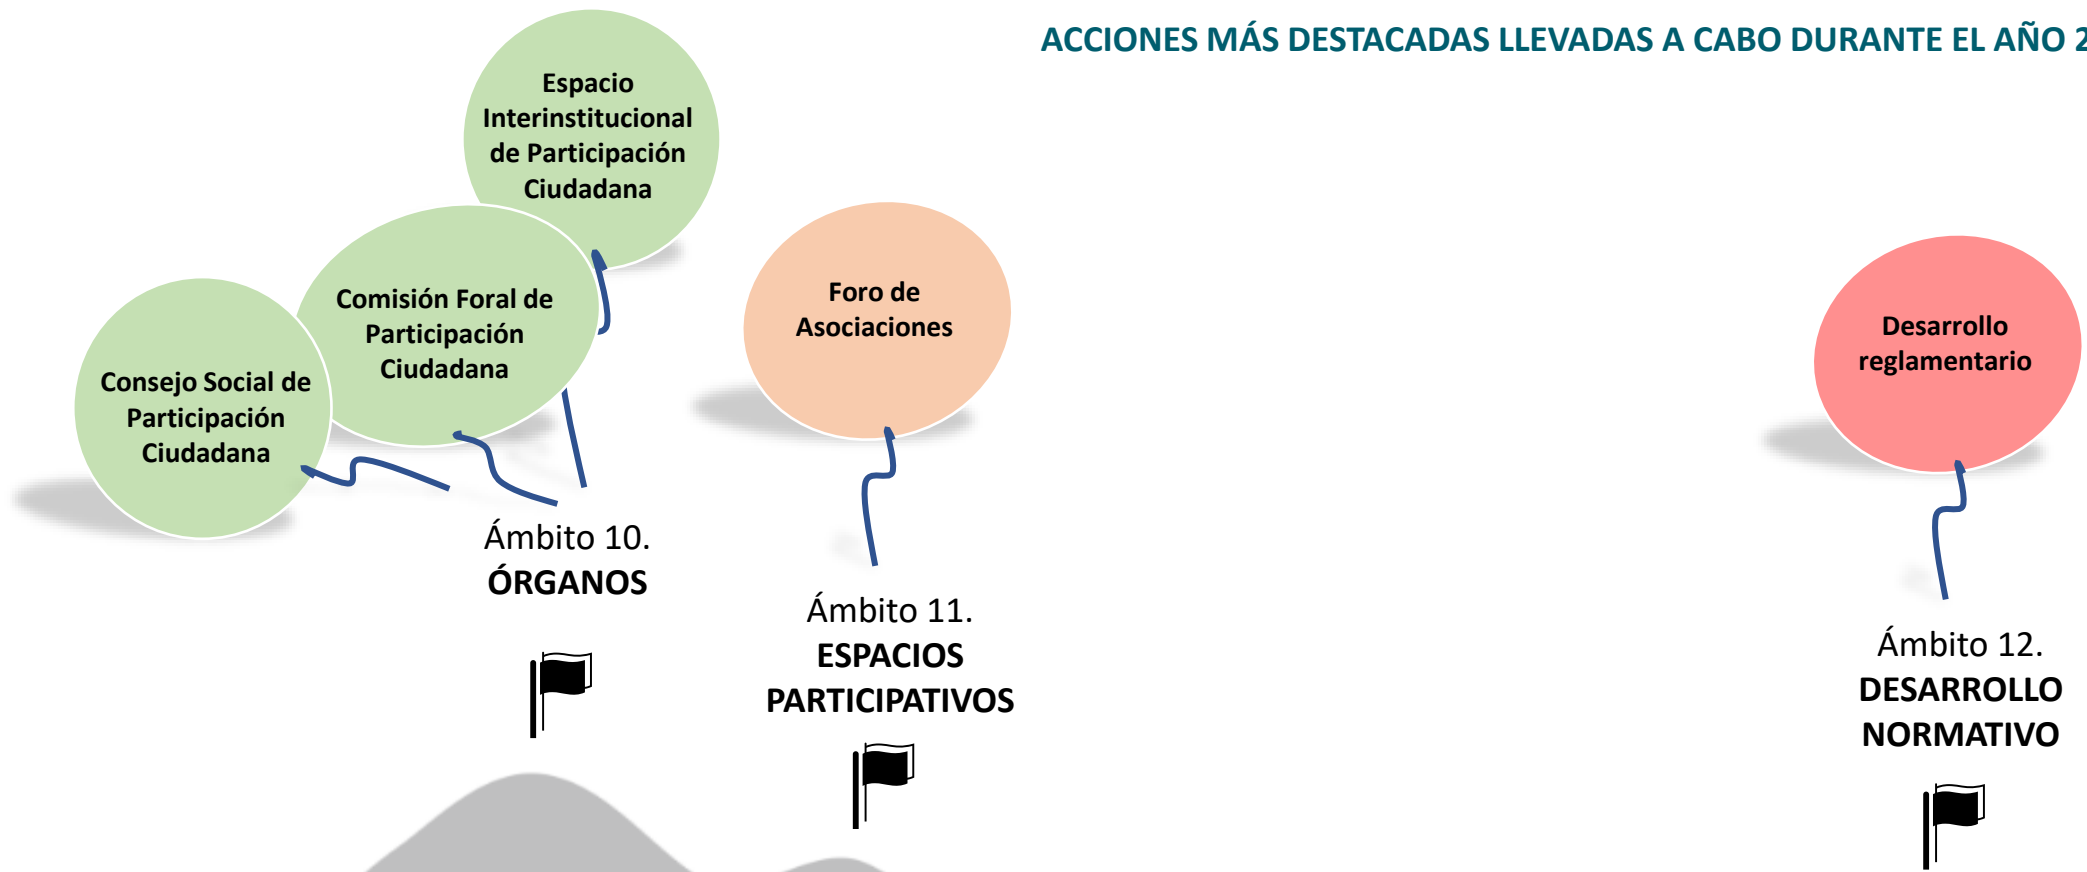 ACCIONES MÁS DESTACADAS LLEVADAS A CABO DURANTE EL AÑO 2
Espacio
Interinstitucional
de Participación
Ciudadana
Comisión Foral de
Participación
Ciudadana
Consejo Social de
Participación
Ciudadana
Ámbito 10.
ÓRGANOS
Foro de
Asociaciones
Ámbito 11.
ESPACIOS
PARTICIPATIVOS
Desarrollo
reglamentario
Ámbito 12.
DESARROLLO
NORMATIVO